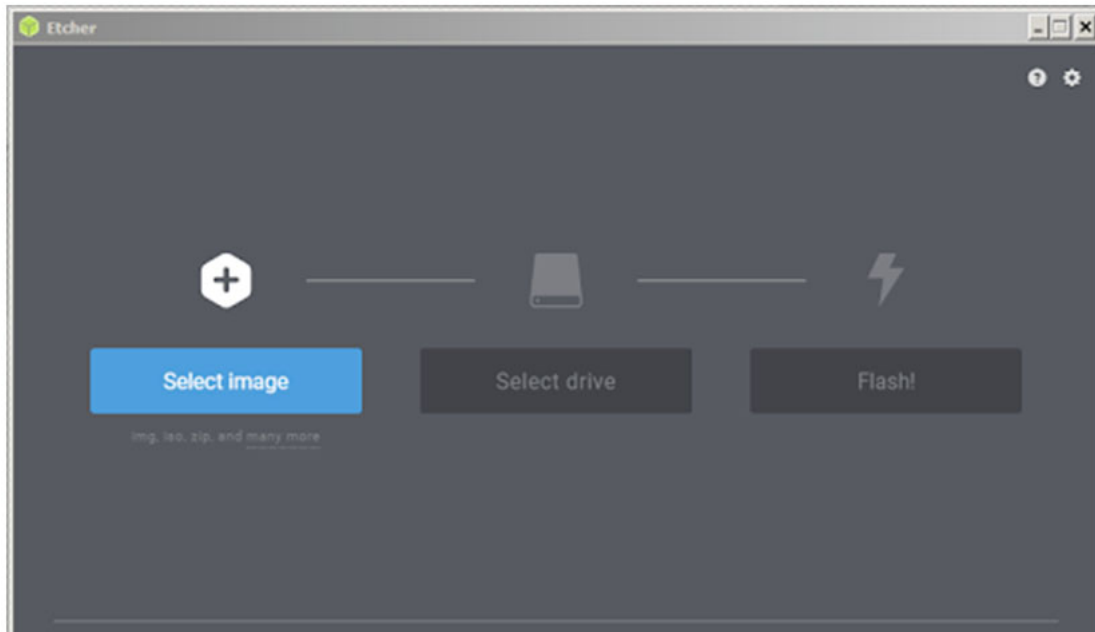 Etcher
Select image
Select drive
Flash!
img, iso, zip, and many more